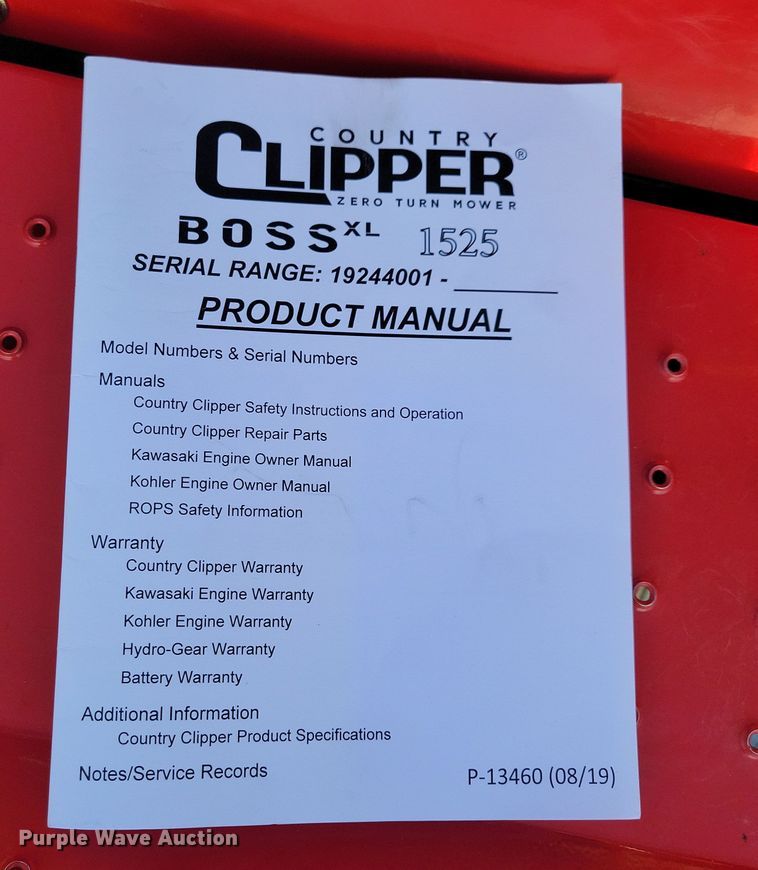 COUNTRY
CLIPPER®
ZERO TURN MOWER
BOSS XL 1525
SERIAL RANGE: 19244001 - ________
PRODUCT MANUAL
Model Numbers & Serial Numbers
Manuals
Country Clipper Safety Instructions and Operation
Country Clipper Repair Parts
Kawasaki Engine Owner Manual
Kohler Engine Owner Manual
ROPS Safety Information
Warranty
Country Clipper Warranty
Kawasaki Engine Warranty
Kohler Engine Warranty
Hydro-Gear Warranty
Battery Warranty
Additional Information
Country Clipper Product Specifications
Notes/Service Records P-13460 (08/19)
Purple Wave Auction